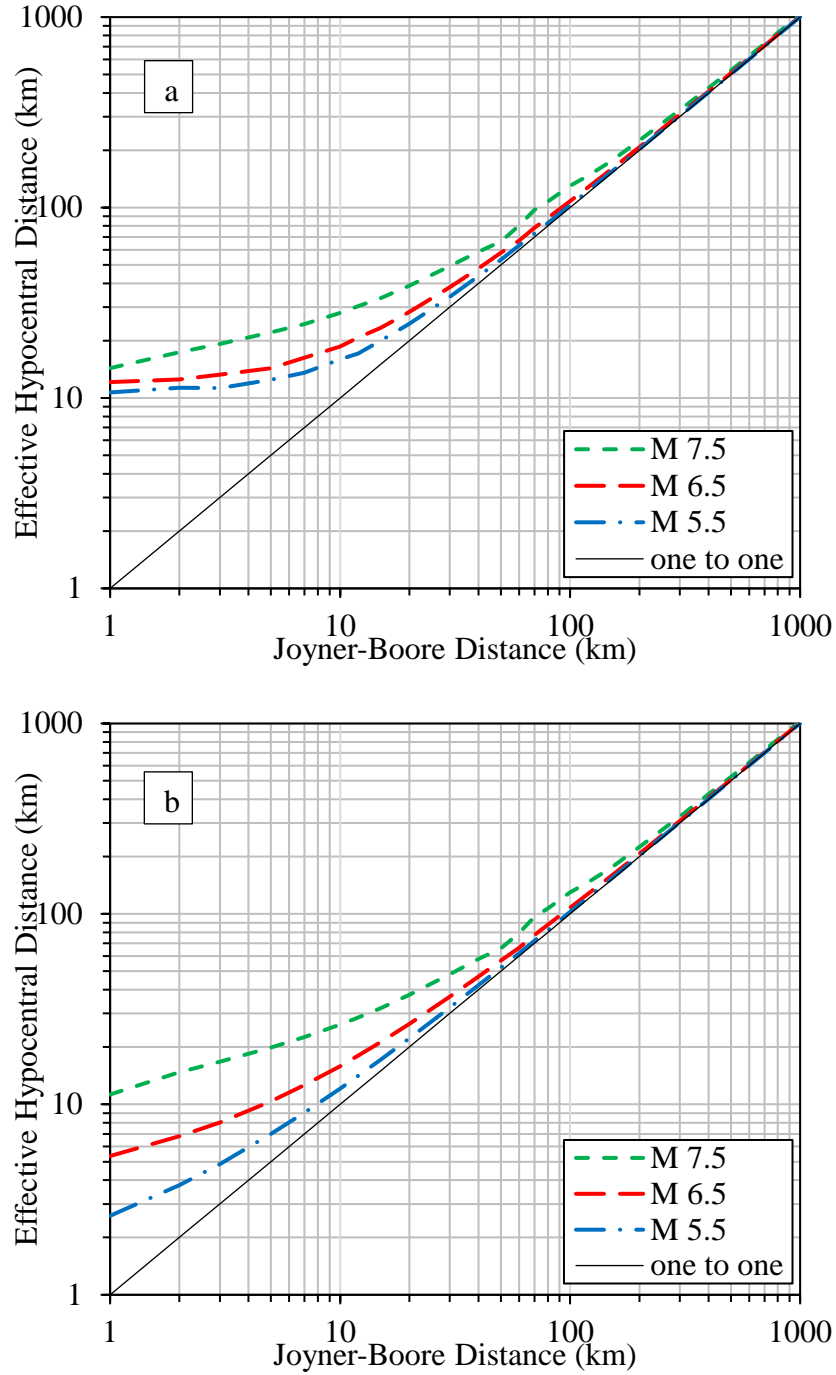 1000
a
100
10
1
Effective Hypocentral Distance (km)
M 7.5
M 6.5
M 5.5
one to one
1 10 100 1000
Joyner-Boore Distance (km)
1000
b
100
10
1
Effective Hypocentral Distance (km)
M 7.5
M 6.5
M 5.5
one to one
1 10 100 1000
Joyner-Boore Distance (km)